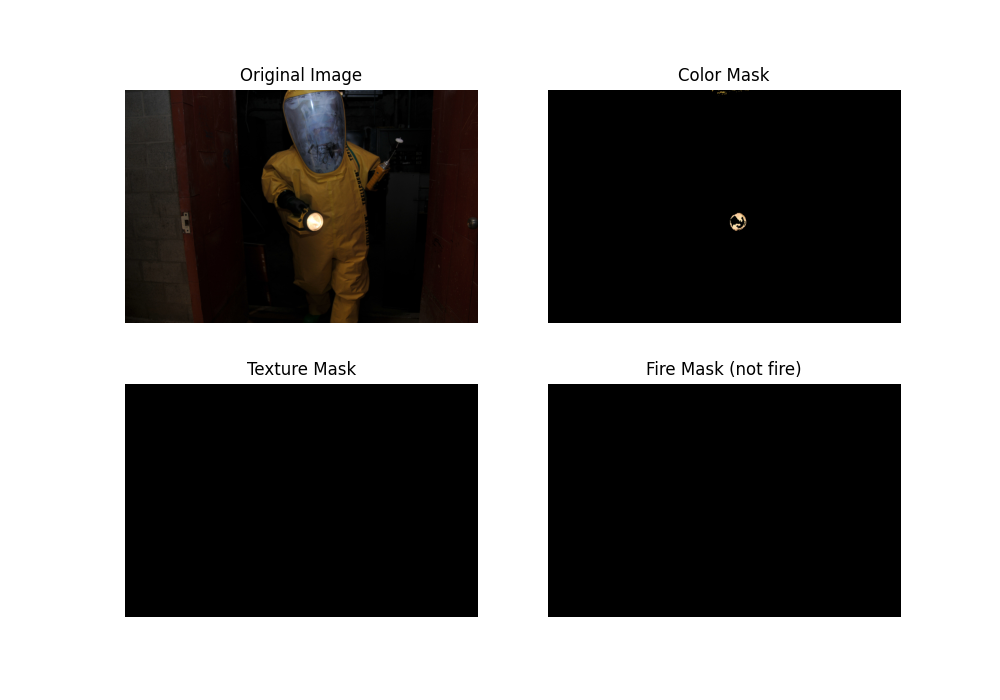 Original Image
Color Mask
Texture Mask
Fire Mask (not fire)